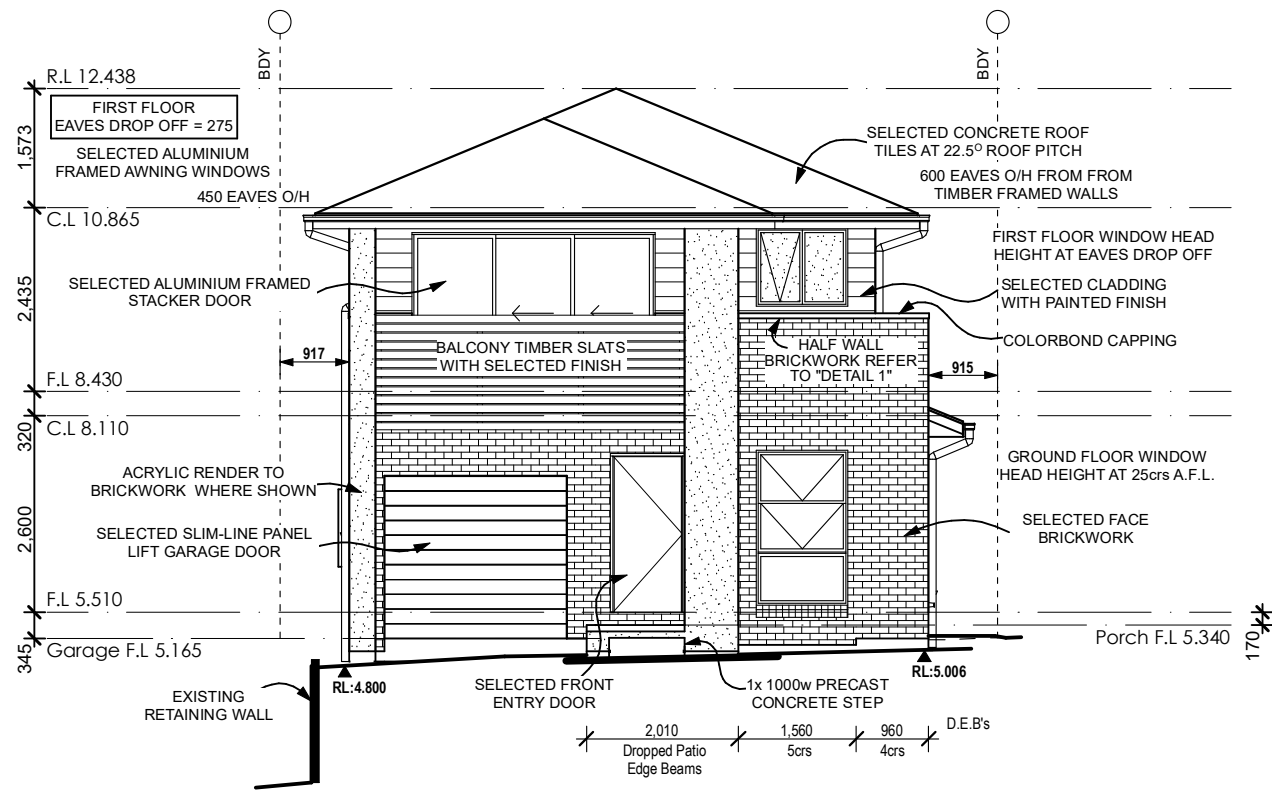 BDY
BDY
R.L 12.438
FIRST FLOOR
EAVES DROP OFF = 275
1,573
SELECTED ALUMINIUM
FRAMED AWNING WINDOWS
SELECTED CONCRETE ROOF
TILES AT 22.5O ROOF PITCH
450 EAVES O/H
600 EAVES O/H FROM FROM
TIMBER FRAMED WALLS
C.L 10.865
FIRST FLOOR WINDOW HEAD
HEIGHT AT EAVES DROP OFF
2,435
SELECTED ALUMINIUM FRAMED
STACKER DOOR
SELECTED CLADDING
WITH PAINTED FINISH
COLORBOND CAPPING
BALCONY TIMBER SLATS
WITH SELECTED FINISH
HALF WALL
BRICKWORK REFER
TO "DETAIL 1"
917
915
F.L 8.430
320
C.L 8.110
ACRYLIC RENDER TO
BRICKWORK WHERE SHOWN
GROUND FLOOR WINDOW
HEAD HEIGHT AT 25crs A.F.L.
2,600
SELECTED SLIM-LINE PANEL
LIFT GARAGE DOOR
SELECTED FACE
BRICKWORK
F.L 5.510
345
Garage F.L 5.165
Porch F.L 5.340
170
RL:4.800
RL:5.006
EXISTING
RETAINING WALL
SELECTED FRONT
ENTRY DOOR
1x 1000w PRECAST
CONCRETE STEP
2,010
Dropped Patio
Edge Beams
1,560
5crs
960
4crs
D.E.B's